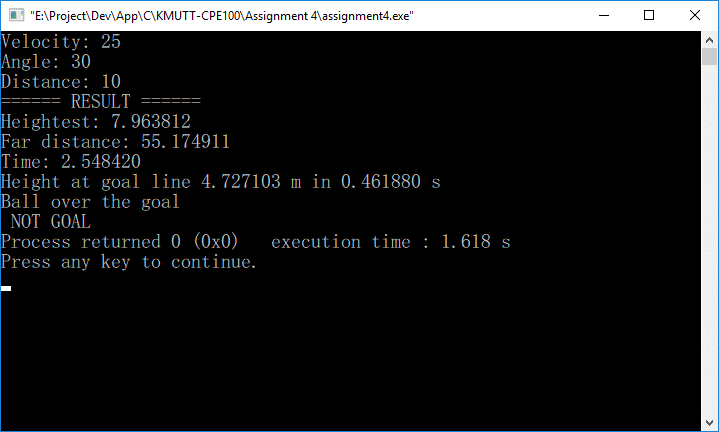 "E:\Project\Dev\App\C\KMUTT-CPE100\Assignment 4\assignment4.exe"
Velocity: 25
Angle: 30
Distance: 10
====== RESULT ======
Heightest: 7.963812
Far distance: 55.174911
Time: 2.548420
Height at goal line 4.727103 m in 0.461880 s
Ball over the goal
 NOT GOAL
Process returned 0 (0x0)   execution time : 1.618 s
Press any key to continue.